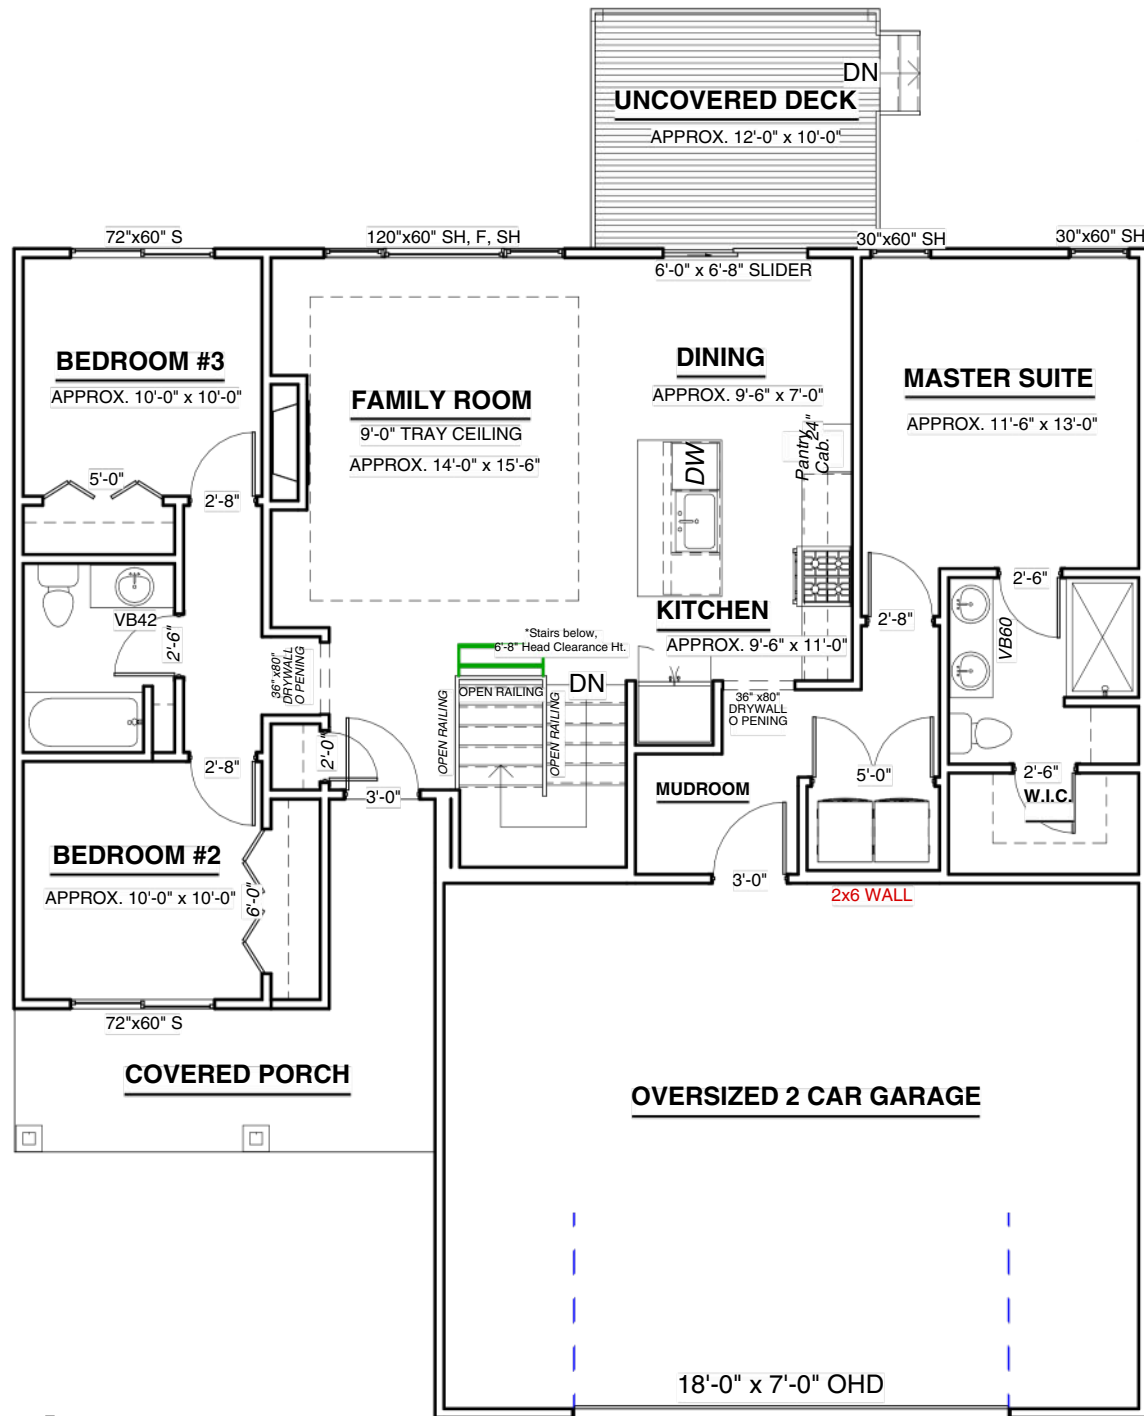 DN
UNCOVERED DECK
APPROX. 12'-0" x 10'-0"
72"x60" S
120"x60" SH, F, SH
30"x60" SH
30"x60" SH
6'-0" x 6'-8" SLIDER
BEDROOM #3
APPROX. 10'-0" x 10'-0"
FAMILY ROOM
9'-0" TRAY CEILING
APPROX. 14'-0" x 15'-6"
DINING
APPROX. 9'-6" x 7'-0"
MASTER SUITE
APPROX. 11'-6" x 13'-0"
Pantry 24"
Cab.
DW
5'-0"
2'-8"
VB42
2'-6"
KITCHEN
APPROX. 9'-6" x 11'-0"
*Stairs below,
6'-8" Head Clearance Ht.
2'-8"
2'-6"
VB60
36" x80"
DRYWALL
O PENING
OPEN RAILING
OPEN RAILING
OPEN RAILING
DN
36" x80"
DRYWALL
O PENING
2'-0"
2'-8"
3'-0"
MUDROOM
5'-0"
2'-6"
W.I.C.
BEDROOM #2
APPROX. 10'-0" x 10'-0"
6'-0"
3'-0"
2x6 WALL
72"x60" S
COVERED PORCH
OVERSIZED 2 CAR GARAGE
18'-0" x 7'-0" OHD